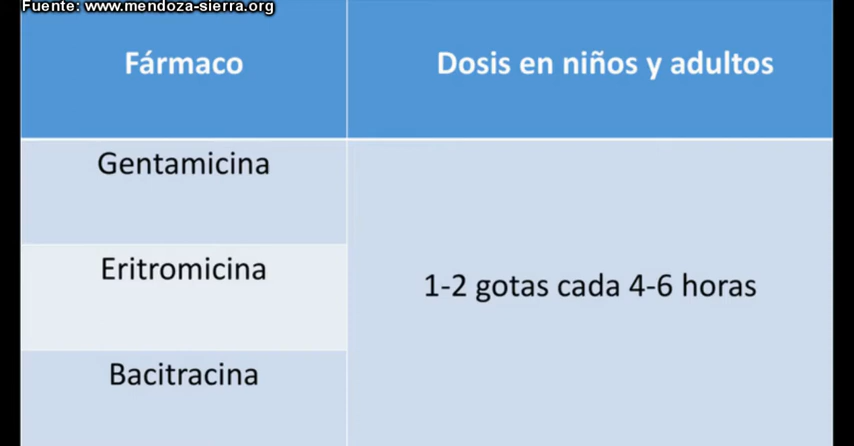 Fuente: www.mendoza-sierra.org
Fármaco
Dosis en niños y adultos
Gentamicina
Eritromicina
1-2 gotas cada 4-6 horas
Bacitracina